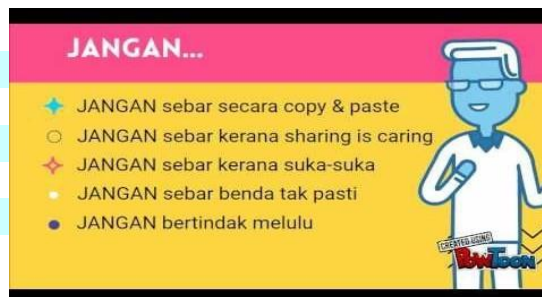 JANGAN...
JANGAN sebar secara copy & paste
JANGAN sebar kerana sharing is caring
JANGAN sebar kerana suka-suka
JANGAN sebar benda tak pasti
JANGAN bertindak melulu
CREATED USING
POWTOON